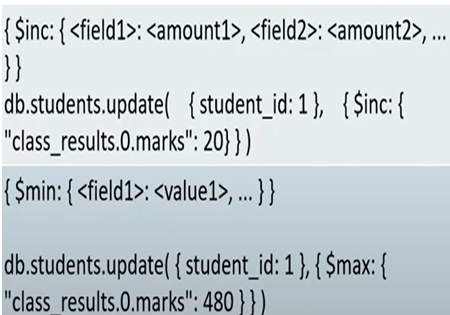 { $inc: { <field1>: <amount1>, <field2>: <amount2>, ...
} }
db.students.update( { student_id: 1 }, { $inc: {
"class_results.0.marks": 20} } )
{ $min: { <field1>: <value1>, ... } }
db.students.update( { student_id: 1 }, { $max: {
"class_results.0.marks": 480 } } )